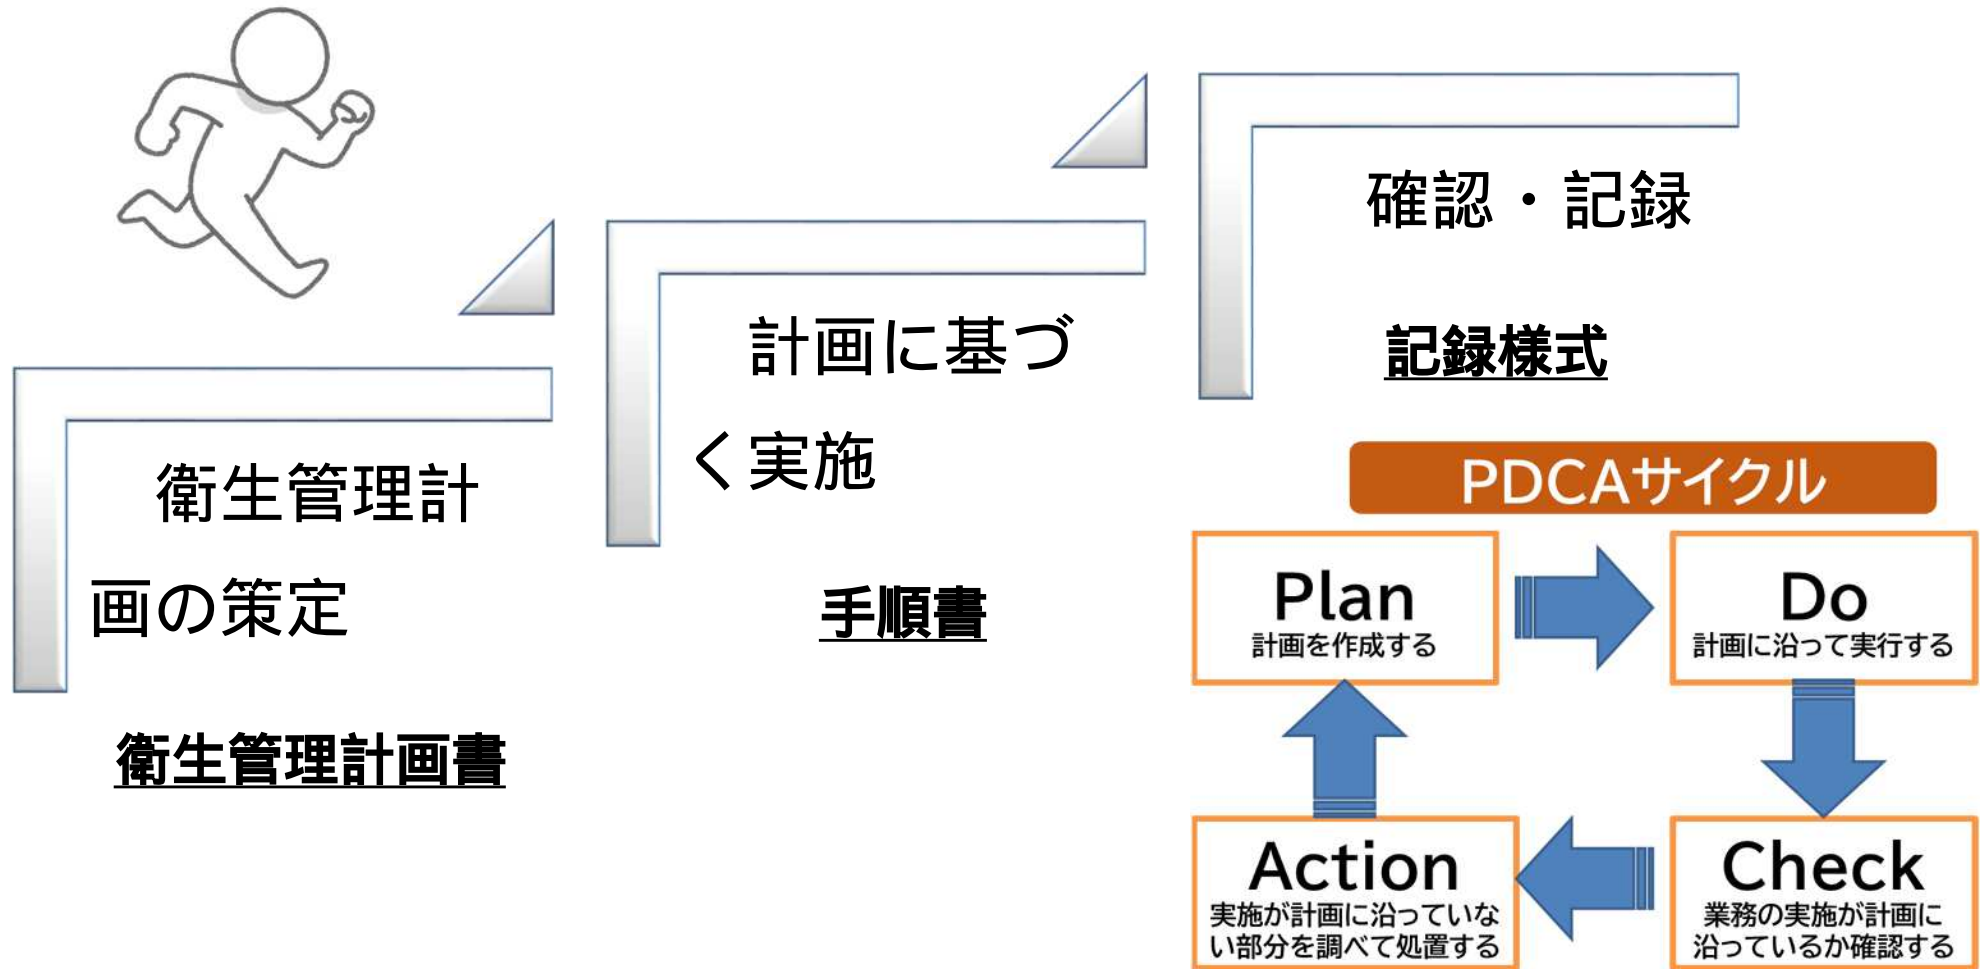 衛生管理計
画の策定
衛生管理計画書
計画に基づ
く実施
手順書
確認・記録
記録様式
PDCAサイクル
Plan
計画を作成する
Do
計画に沿って実行する
Check
業務の実施が計画に
沿っているか確認する
Action
実施が計画に沿っていな
い部分を調べて処置する